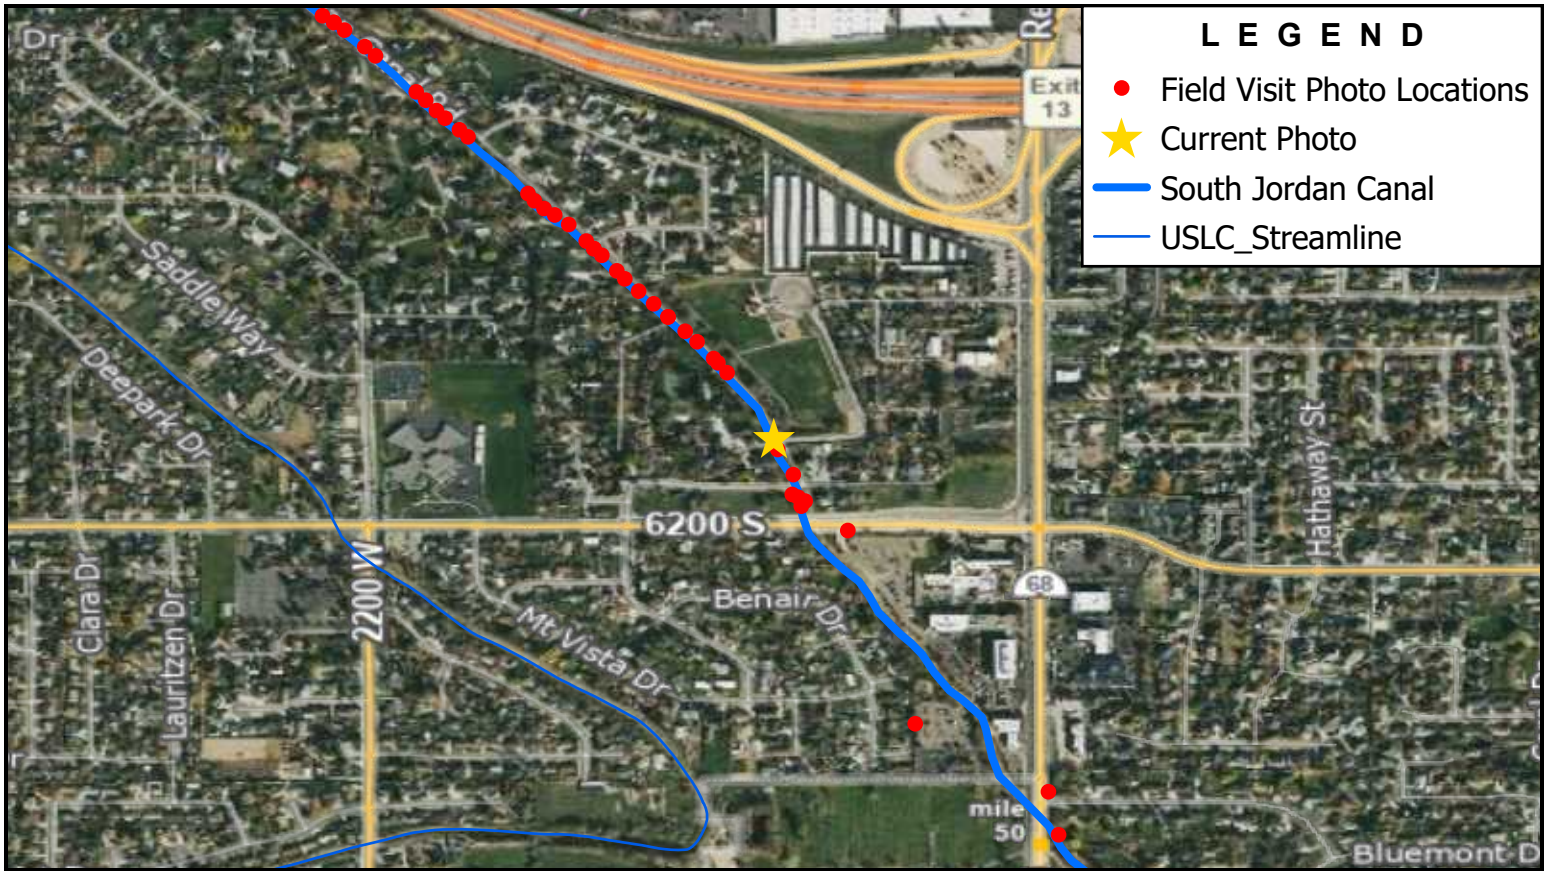 L E G E N D
Field Visit Photo Locations
Current Photo
South Jordan Canal
USLC_Streamline
Dr
Re
Exit
13
Saddle Way
Deepark Dr
Hathaway St
6200 S
2200 W
68
Clara Dr
Lauritzen Dr
Mt Vista Dr
Benair Dr
mile
50
Bluemont D